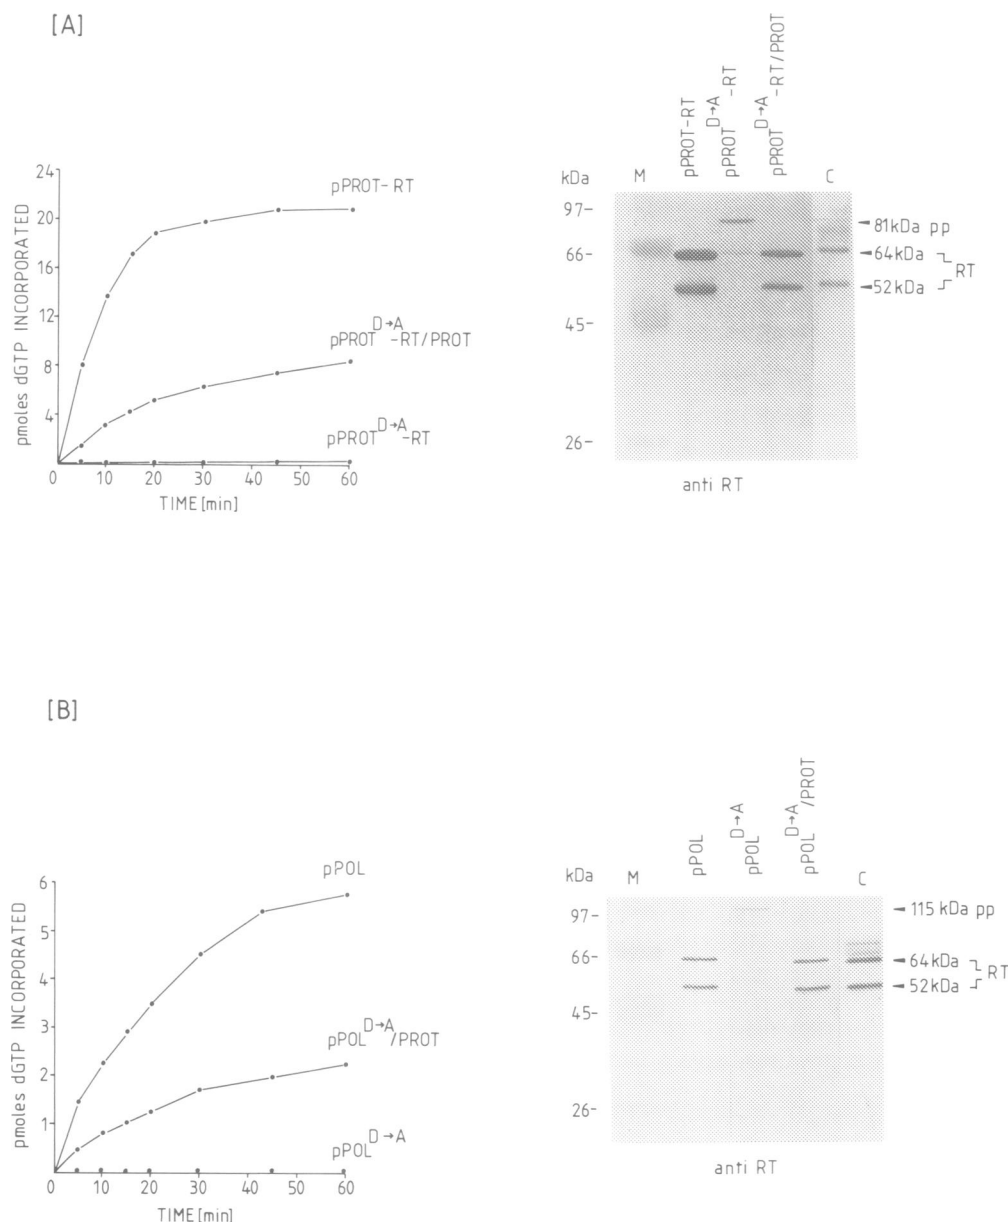 [A]
pmoles dGTP INCORPORATED
24
20
16
12
8
4
0 10 20 30 40 50 60
TIME [min]
pPROT-RT
pPROT D→A -RT/PROT
pPROT D→A -RT
kDa
97-
66-
45-
26-
M
pPROT-RT
pPROT D→A -RT
pPROT D→A -RT/PROT
C
81kDa pp
64kDa
52kDa
RT
anti RT
[B]
pmoles dGTP INCORPORATED
6
5
4
3
2
1
0 10 20 30 40 50 60
TIME [min]
pPOL
pPOL D→A /PROT
pPOL D→A
kDa
97-
66-
45-
26-
M
pPOL
pPOL D→A
pPOL D→A /PROT
C
115 kDa pp
64kDa
52kDa
RT
anti RT